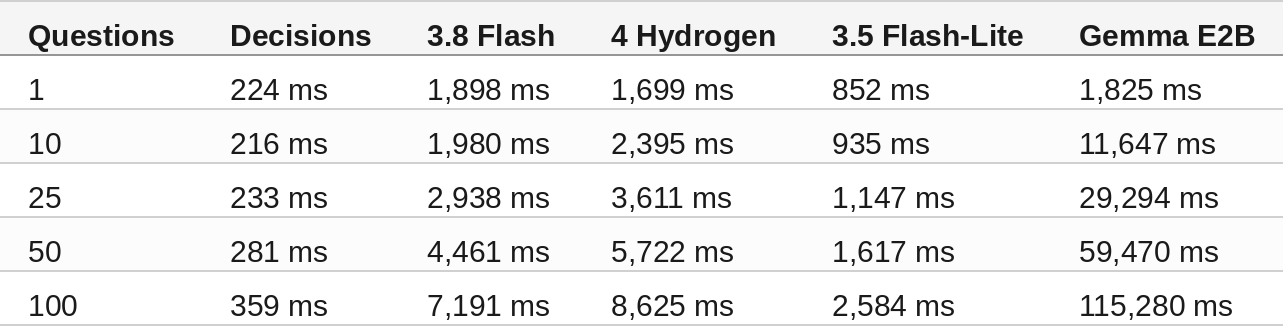 Questions Decisions 3.8 Flash 4 Hydrogen 3.5 Flash-Lite Gemma E2B
1 224 ms 1,898 ms 1,699 ms 852 ms 1,825 ms
10 216 ms 1,980 ms 2,395 ms 935 ms 11,647 ms
25 233 ms 2,938 ms 3,611 ms 1,147 ms 29,294 ms
50 281 ms 4,461 ms 5,722 ms 1,617 ms 59,470 ms
100 359 ms 7,191 ms 8,625 ms 2,584 ms 115,280 ms